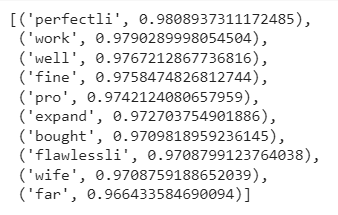 [('perfectli', 0.9808937311172485),
('work', 0.9790289998054504),
('well', 0.9767212867736816),
('fine', 0.9758474826812744),
('pro', 0.9742124080657959),
('expand', 0.972703754901886),
('bought', 0.9709818959236145),
('flawlessli', 0.9708799123764038),
('wife', 0.9708759188652039),
('far', 0.966433584690094)]